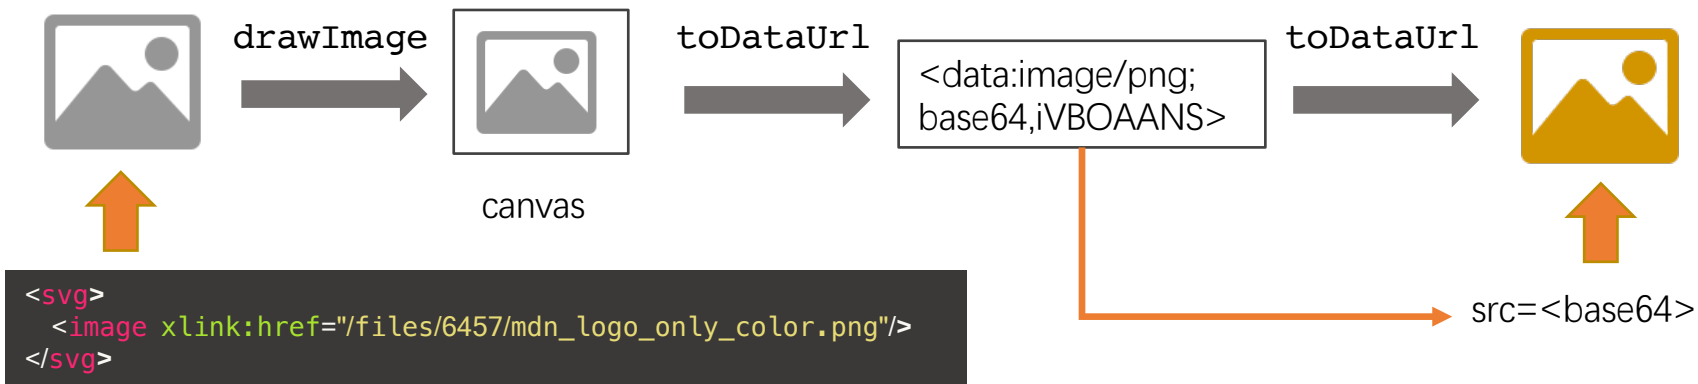 drawImage
toDataUrl
toDataUrl
<data:image/png;
base64,iVBOAANS>
canvas
<svg>
<image xlink:href="/files/6457/mdn_logo_only_color.png"/>
</svg>
src=<base64>